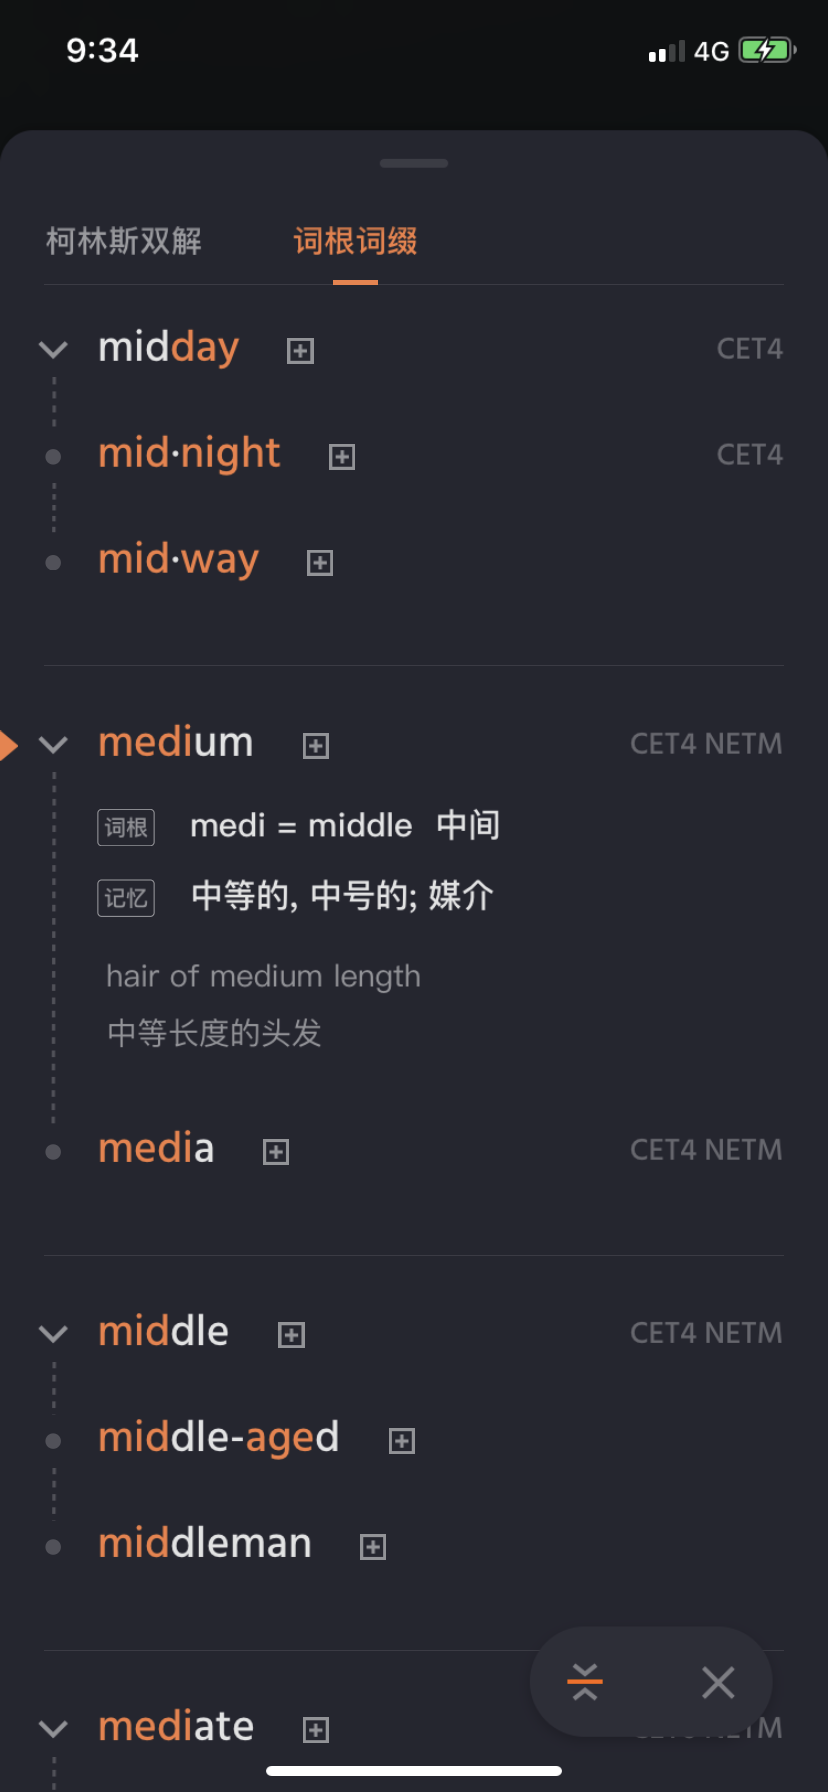 9:34 4G
柯林斯双解 词根词缀
midday CET4
mid·night CET4
mid·way
medium CET4 NETM
词根 medi = middle 中间
记忆 中等的, 中号的; 媒介
hair of medium length
中等长度的头发
media CET4 NETM
middle CET4 NETM
middle-aged
middleman
mediate